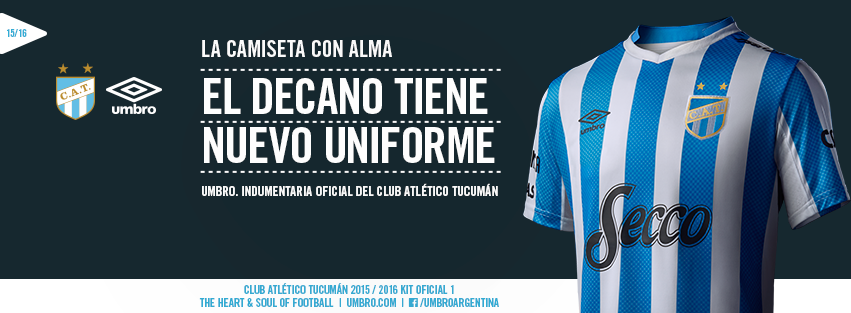 15/16
LA CAMISETA CON ALMA
C.A.T.
umbro
EL DECANO TIENE
NUEVO UNIFORME
UMBRO. INDUMENTARIA OFICIAL DEL CLUB ATLÉTICO TUCUMÁN
umbro
C.A.T.
Secco
CLUB ATLÉTICO TUCUMÁN 2015 / 2016 KIT OFICIAL 1
THE HEART & SOUL OF FOOTBALL | UMBRO.COM | /UMBROARGENTINA